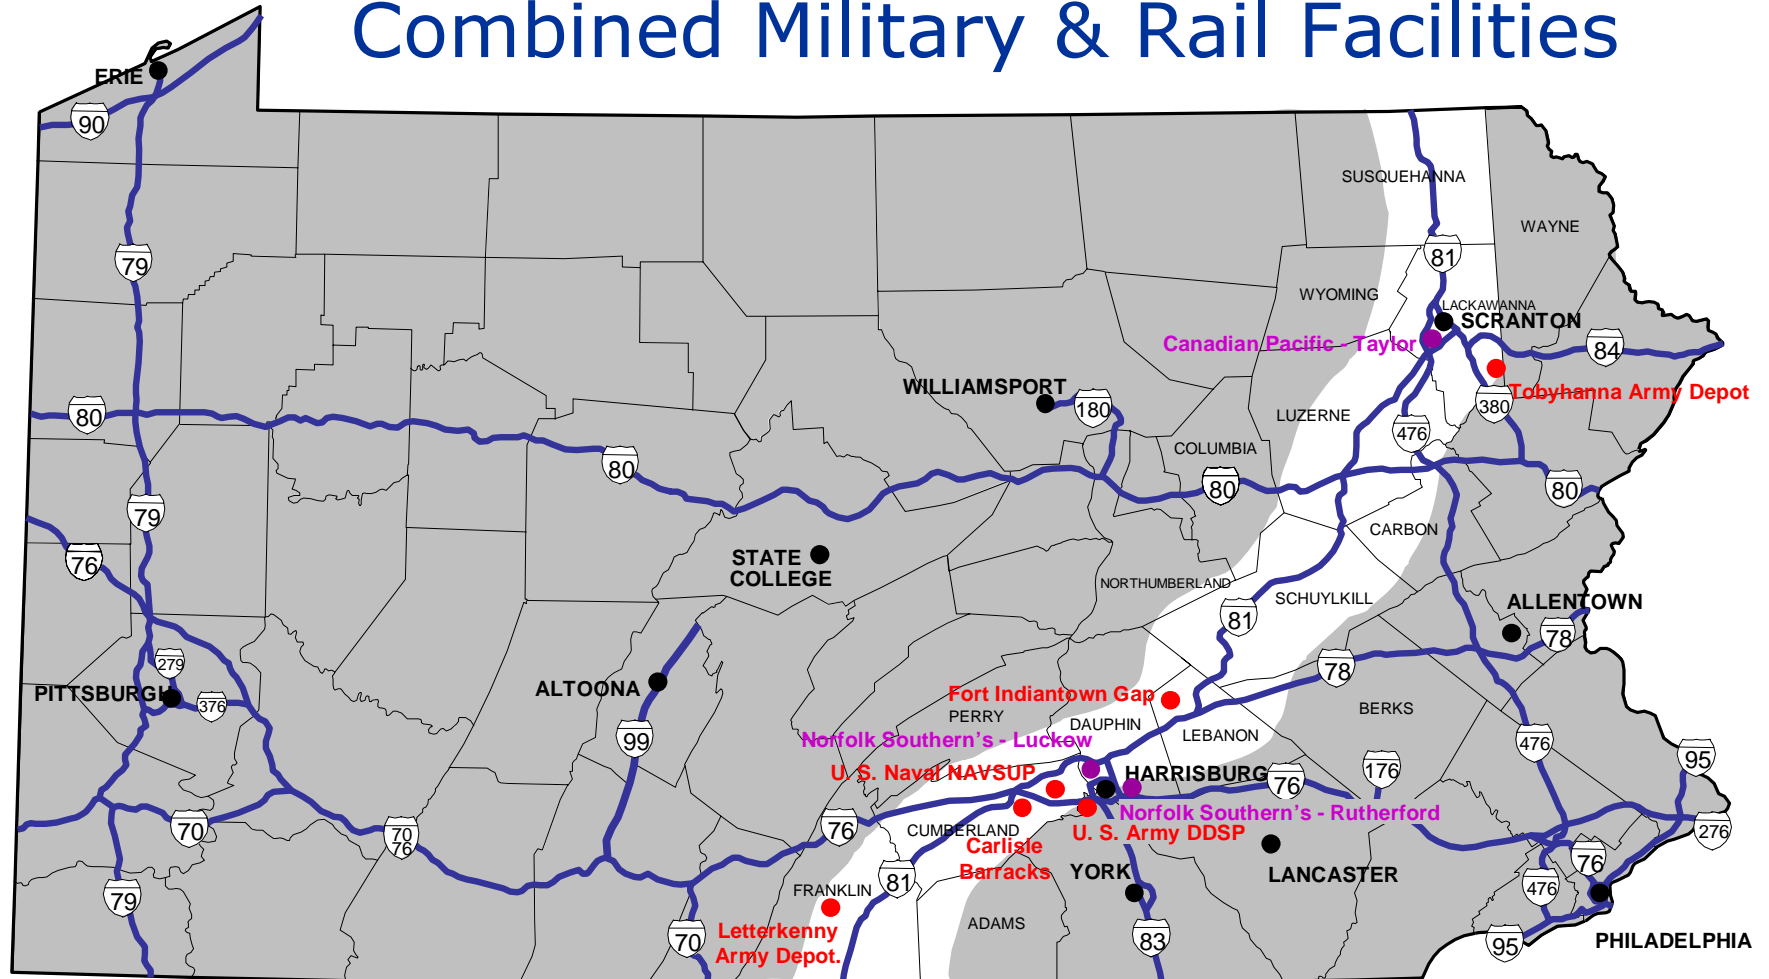 Combined Military & Rail Facilities
ERIE
90
SUSQUEHANNA
WAYNE
79
81
WYOMING
LACKAWANNA
SCRANTON
Canadian Pacific - Taylor
84
Tobyhanna Army Depot
WILLIAMSPORT
180
380
80
LUZERNE
476
COLUMBIA
80
80
80
79
CARBON
76
STATE
COLLEGE
NORTHUMBERLAND
SCHUYLKILL
ALLENTOWN
81
78
279
78
PITTSBURGH
376
ALTOONA
Fort Indiantown Gap
PERRY
DAUPHIN
BERKS
99
Norfolk Southern's - Luckow
LEBANON
476
95
U. S. Naval NAVSUP
HARRISBURG
76
176
Norfolk Southern's - Rutherford
70
70
76
76
CUMBERLAND
U. S. Army DDSP
276
Carlisle
Barracks
YORK
LANCASTER
76
FRANKLIN
81
476
79
ADAMS
Letterkenny
Army Depot.
70
83
95
PHILADELPHIA